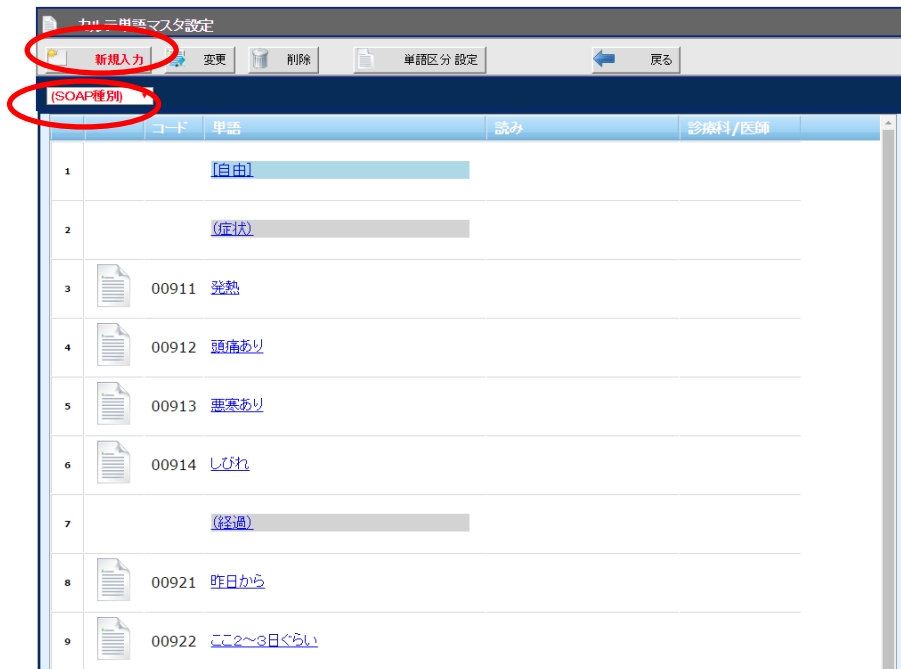 カルテ単語マスタ設定
新規入力 変更 削除 単語区分 設定 戻る
(SOAP種別)
コード 単語 読み 診療科/医師
1 [自由]
2 (症状)
3 00911 発熱
4 00912 頭痛あり
5 00913 悪寒あり
6 00914 しびれ
7 (経過)
8 00921 昨日から
9 00922 ここ2～3日ぐらい